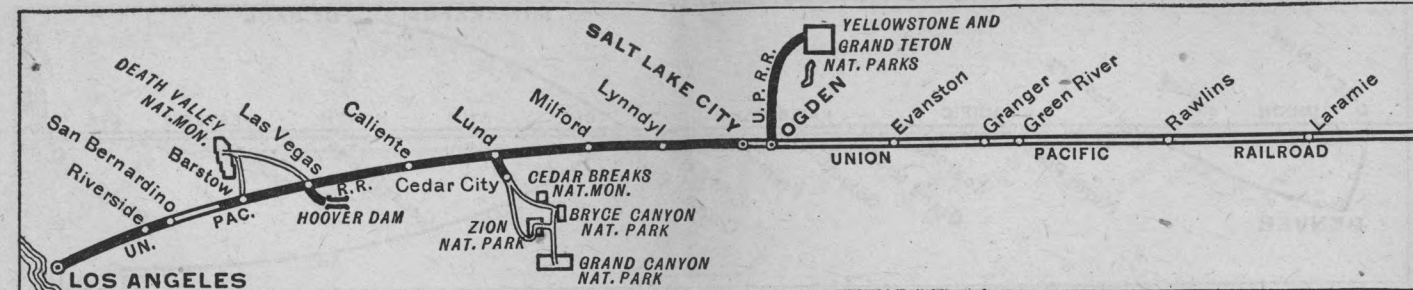 YELLOWSTONE AND
GRAND TETON
NAT. PARKS
U.P.R.R.
SALT LAKE CITY
OGDEN
DEATH VALLEY
NAT. MON.
LOS ANGELES
Riverside
San Bernardino
Barstow
Las Vegas
Caliente
Lund
Milford
Lynndyl
Evanston
Granger
Green River
Rawlins
Laramie
UN.
PAC.
R.R.
UNION
PACIFIC
RAILROAD
HOOVER DAM
Cedar City
CEDAR BREAKS
NAT. MON.
BRYCE CANYON
NAT. PARK
ZION
NAT. PARK
GRAND CANYON
NAT. PARK